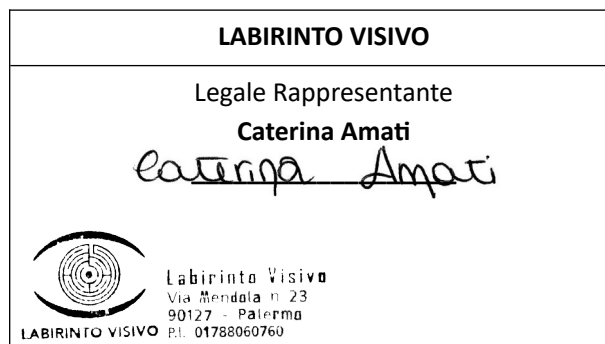 LABIRINTO VISIVO
Legale Rappresentante
Caterina Amati
Caterina Amati
Labirinto Visivo
Via Mendola n 23
90127 - Palermo
LABIRINTO VISIVO P.I. 01788060760